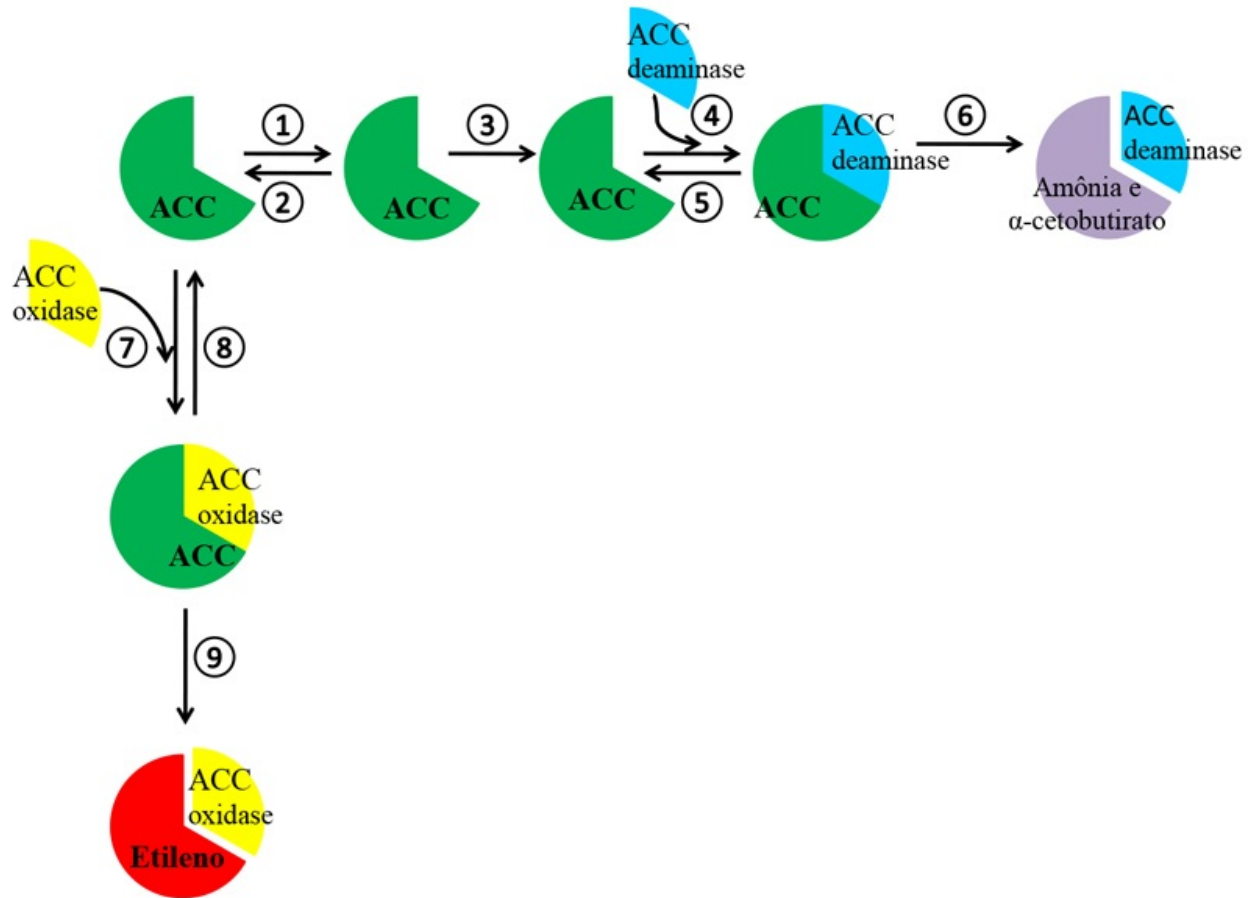 ACC
deaminase
①
③
④
⑥
ACC
deaminase
ACC
deaminase
ACC
②
ACC
ACC
⑤
ACC
Amônia e
α-cetobutirato
ACC
oxidase
⑦
⑧
ACC
oxidase
ACC
⑨
ACC
oxidase
Etileno